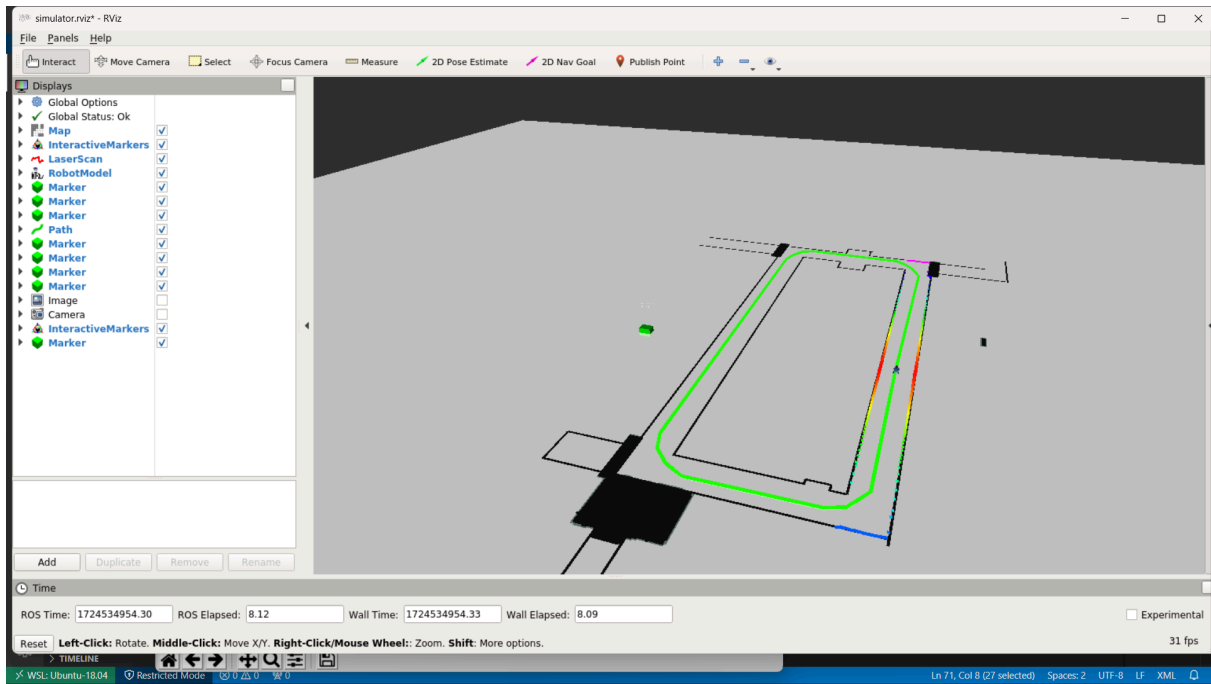 simulator.rviz* - RViz
File Panels Help
Interact Move Camera Select Focus Camera Measure 2D Pose Estimate 2D Nav Goal Publish Point
Displays
Global Options
Global Status: Ok
Map
InteractiveMarkers
LaserScan
RobotModel
Marker
Marker
Marker
Path
Marker
Marker
Marker
Marker
Image
Camera
InteractiveMarkers
Marker
Add Duplicate Remove Rename
Time
ROS Time: 1724534954.30 ROS Elapsed: 8.12 Wall Time: 1724534954.33 Wall Elapsed: 8.09 Experimental
Reset Left-Click: Rotate. Middle-Click: Move X/Y. Right-Click/Mouse Wheel:: Zoom. Shift: More options. 31 fps
TIMELINE
WSL: Ubuntu-18.04 Restricted Mode 0 0 0 Ln 71, Col 8 (27 selected) Spaces: 2 UTF-8 LF XML